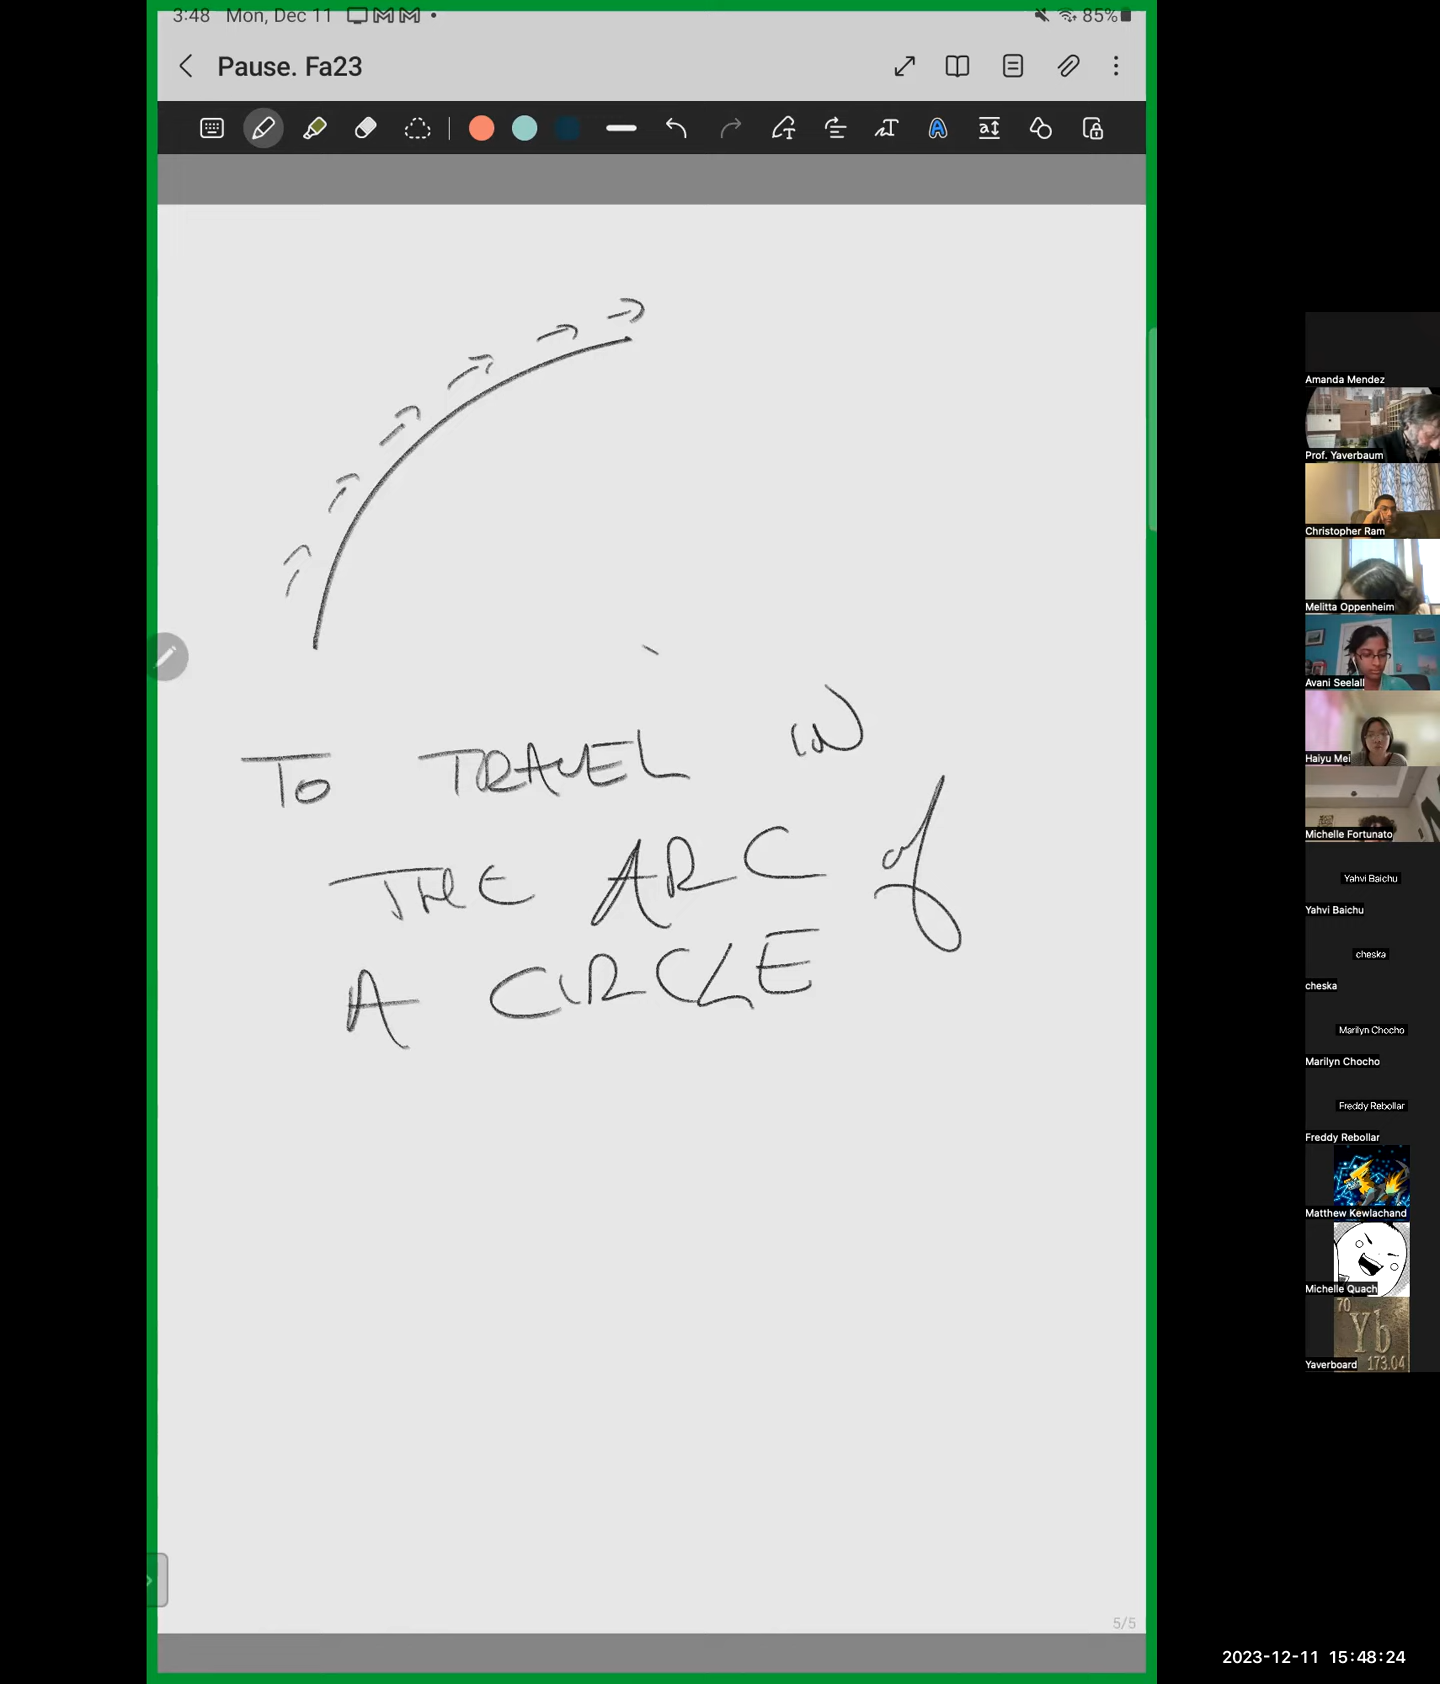 3:48 Mon, Dec 11
85%
Pause. Fa23
TO TRAVEL IN
THE ARC of
A CIRCLE
5/5
Amanda Mendez
Prof. Yaverbaum
Christopher Ram
Melitta Oppenheim
Avani Seelall
Haiyu Mei
Michelle Fortunato
Yahvi Baichu
Yahvi Baichu
cheska
cheska
Marilyn Chocho
Marilyn Chocho
Freddy Rebollar
Freddy Rebollar
Matthew Kewlachand
Michelle Quach
70
Yb
173.04
Yaverboard
2023-12-11 15:48:24